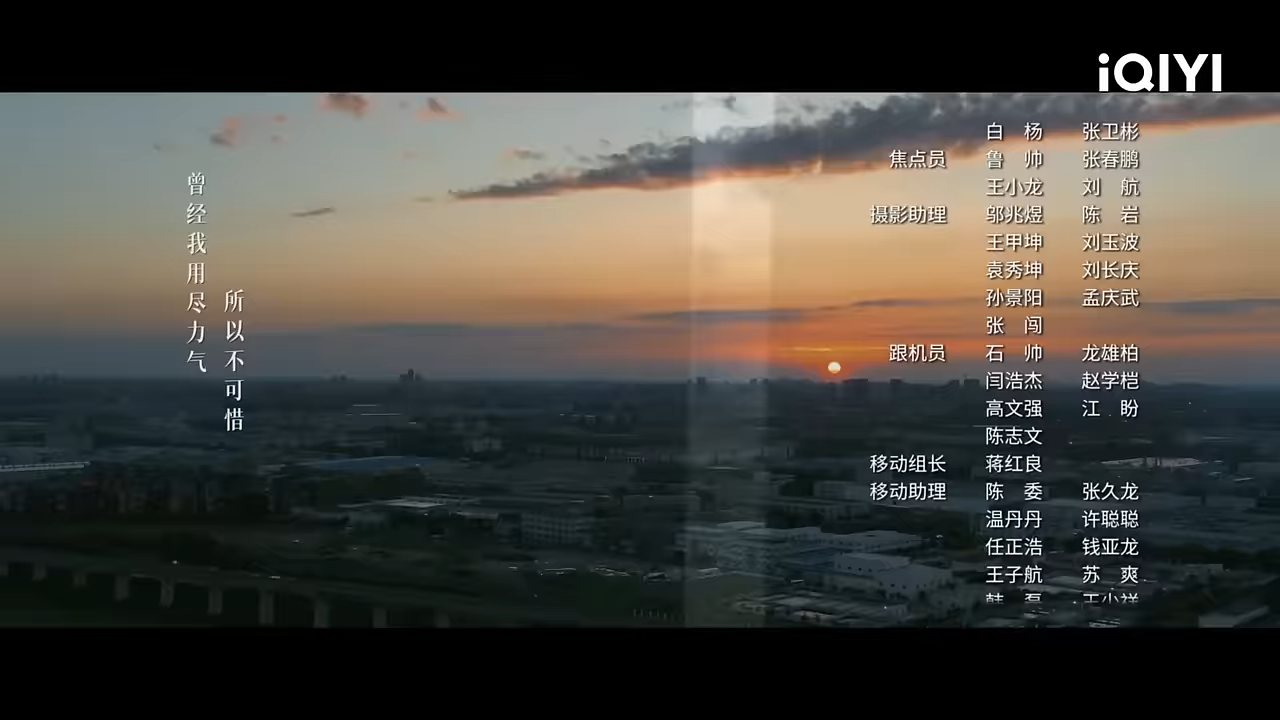 iQIYI
曾经我用尽力气
所以不可惜
白 杨 张卫彬
焦点员 鲁 帅 张春鹏
王小龙 刘 航
摄影助理 邬兆煜 陈 岩
王甲坤 刘玉波
袁秀坤 刘长庆
孙景阳 孟庆武
张 闯
跟机员 石 帅 龙雄柏
闫浩杰 赵学桤
高文强 江 盼
陈志文
移动组长 蒋红良
移动助理 陈 委 张久龙
温丹丹 许聪聪
任正浩 钱亚龙
王子航 苏 爽
韩 磊 王少祥